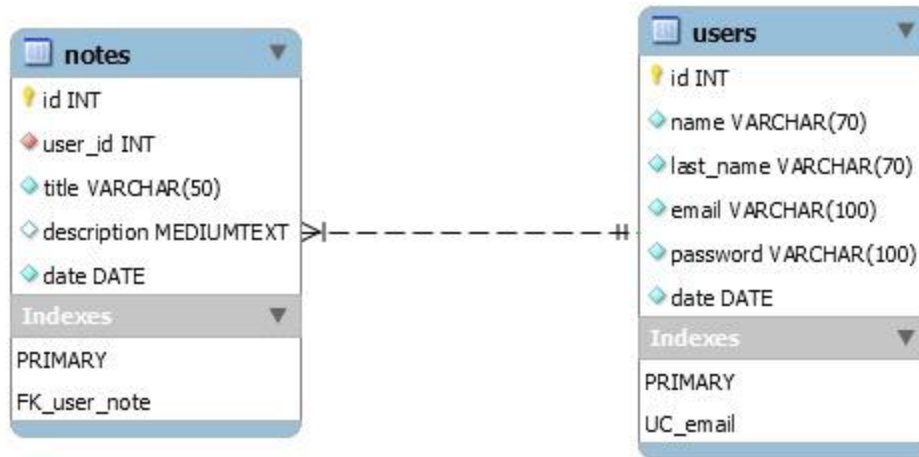 notes
id INT
user_id INT
title VARCHAR(50)
description MEDIUMTEXT
date DATE
Indexes
PRIMARY
FK_user_note
users
id INT
name VARCHAR(70)
last_name VARCHAR(70)
email VARCHAR(100)
password VARCHAR(100)
date DATE
Indexes
PRIMARY
UC_email